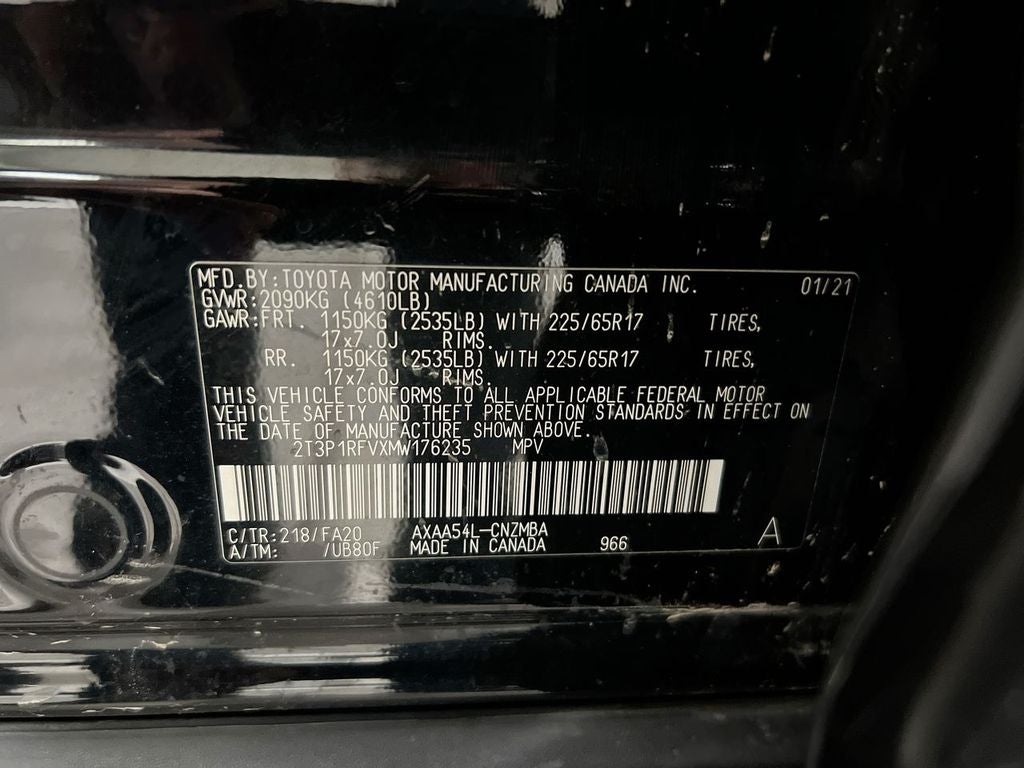 MFD. BY: TOYOTA MOTOR MANUFACTURING CANADA INC. 01/21
GVWR: 2090KG (4610LB)
GAWR: FRT. 1150KG (2535LB) WITH 225/65R17 TIRES,
17x7.0J RIMS.
RR. 1150KG (2535LB) WITH 225/65R17 TIRES,
17x7.0J RIMS.
THIS VEHICLE CONFORMS TO ALL APPLICABLE FEDERAL MOTOR
VEHICLE SAFETY AND THEFT PREVENTION STANDARDS IN EFFECT ON
THE DATE OF MANUFACTURE SHOWN ABOVE.
2T3P1RFVXMW176235 MPV
C/TR: 218/FA20 AXAA54L-CNZMBA
A/TM: /UB80F MADE IN CANADA 966 A